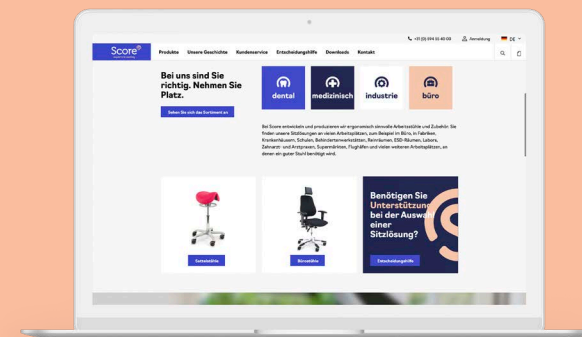 +31 (0) 594 55 40 00 Anmeldung DE
Score®
Produkte Unsere Geschichte Kundenservice Entscheidungshilfe Downloads Kontakt
Bei uns sind Sie
richtig. Nehmen Sie
Platz.
Sehen Sie sich das Sortiment an
dental
medizinisch
industrie
büro
Bei Score entwickeln und produzieren wir ergonomisch sinnvolle Arbeitsstühle und Zubehör. Sie
finden unsere Sitzlösungen an vielen Arbeitsplätzen, zum Beispiel im Büro, in Fabriken,
Krankenhäusern, Schulen, Behindertenwerkstätten, Reinräumen, ESD-Räumen, Labors,
Zahnarzt- und Arztpraxen, Supermärkten, Flughäfen und vielen weiteren Arbeitsplätzen, an
denen ein guter Stuhl benötigt wird.
Sattelstühle
Bürostühle
Benötigen Sie
Unterstützung
bei der Auswahl
einer
Sitzlösung?
Entscheidungshilfe